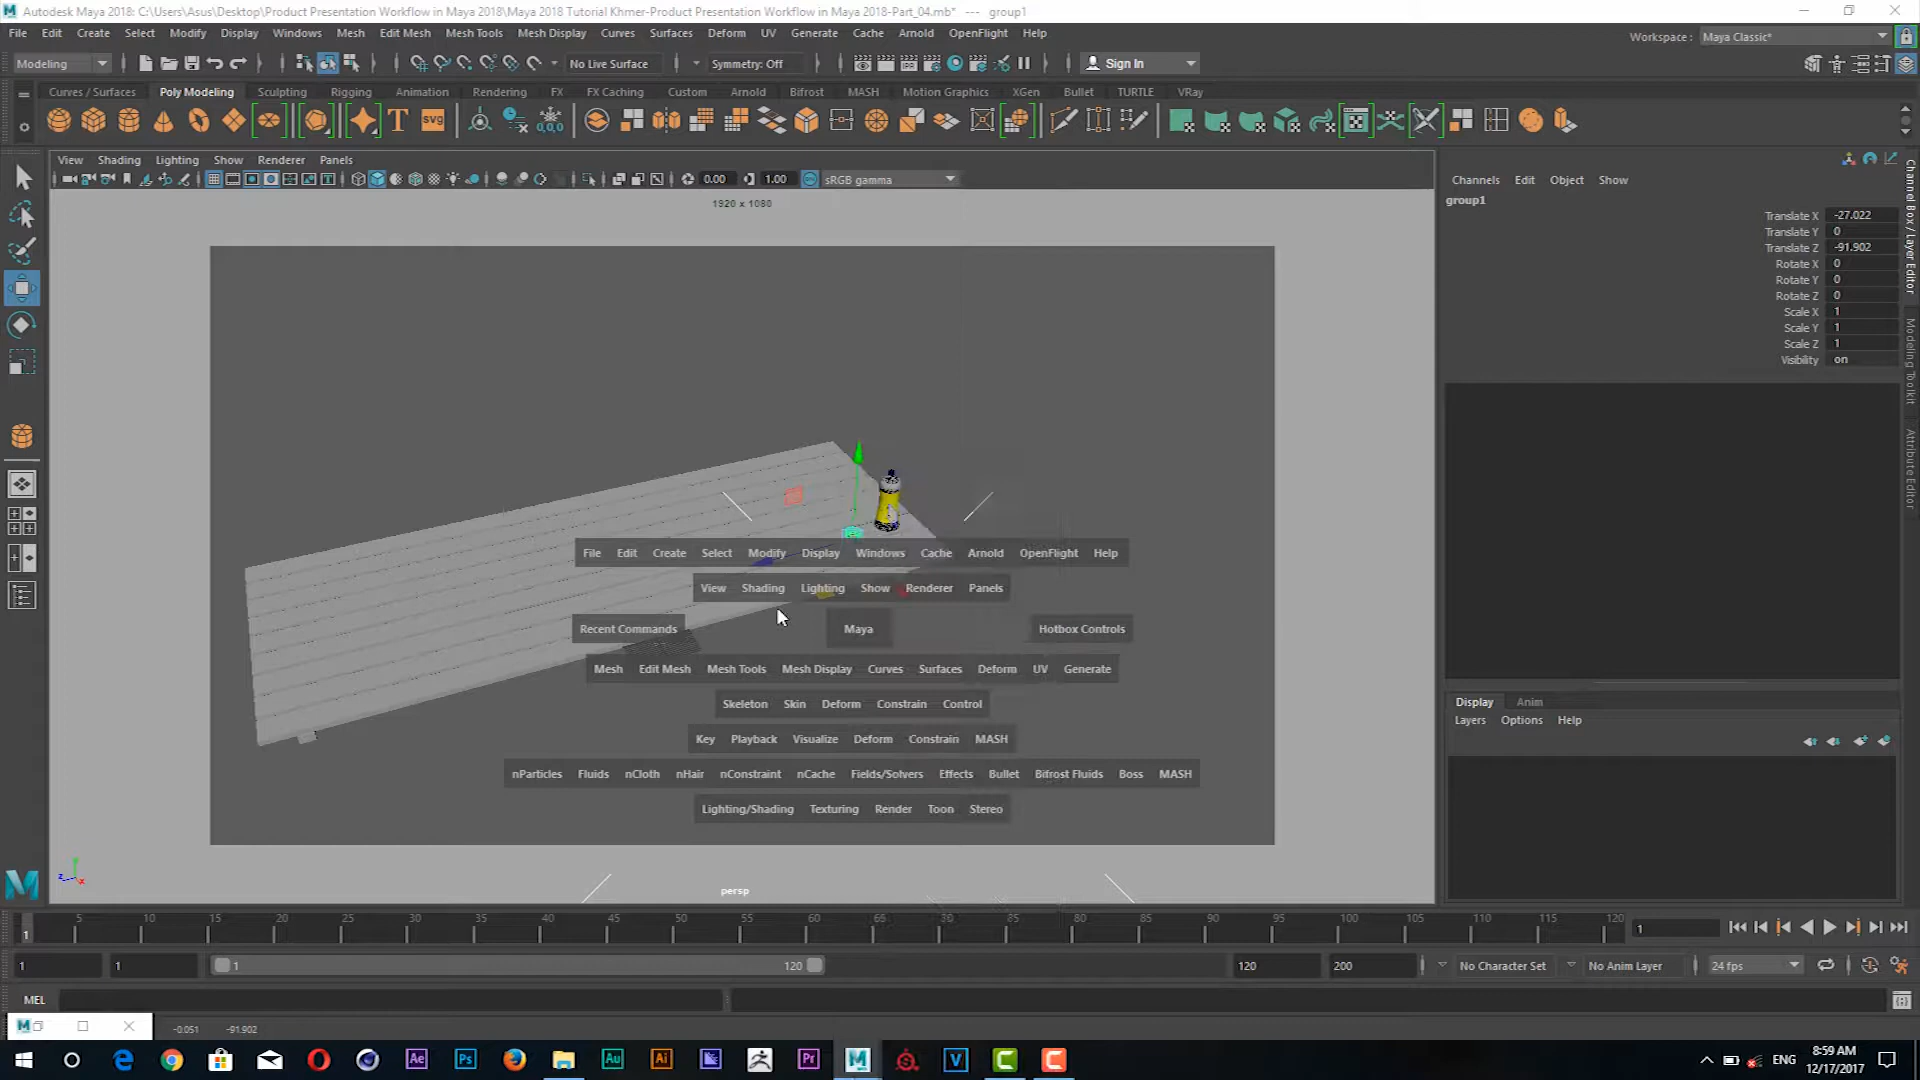 Autodesk Maya 2018: C:\Users\Asus\Desktop\Product Presentation Workflow in Maya 2018\Maya 2018 Tutorial Khmer-Product Presentation Workflow in Maya 2018-Part_04.mb* --- group1
File Edit Create Select Modify Display Windows Mesh Edit Mesh Mesh Tools Mesh Display Curves Surfaces Deform UV Generate Cache Arnold OpenFlight Help
Workspace : Maya Classic*
Modeling No Live Surface Symmetry: Off Sign In
Curves / Surfaces Poly Modeling Sculpting Rigging Animation Rendering FX FX Caching Custom Arnold Bifrost MASH Motion Graphics XGen Bullet TURTLE VRay
View Shading Lighting Show Renderer Panels
0.00 1.00 sRGB gamma
1920 x 1080
Channels Edit Object Show
group1
Translate X -27.022
Translate Y 0
Translate Z -91.902
Rotate X 0
Rotate Y 0
Rotate Z 0
Scale X 1
Scale Y 1
Scale Z 1
Visibility on
Channel Box / Layer Editor
Modeling Toolkit
Attribute Editor
File Edit Create Select Modify Display Windows Cache Arnold OpenFlight Help
View Shading Lighting Show Renderer Panels
Recent Commands Maya Hotbox Controls
Mesh Edit Mesh Mesh Tools Mesh Display Curves Surfaces Deform UV Generate
Skeleton Skin Deform Constrain Control
Key Playback Visualize Deform Constrain MASH
nParticles Fluids nCloth nHair nConstraint nCache Fields/Solvers Effects Bullet Bifrost Fluids Boss MASH
Lighting/Shading Texturing Render Toon Stereo
persp
Display Anim
Layers Options Help
5 10 15 20 25 30 35 40 45 50 55 60 65 70 75 80 85 90 95 100 105 110 115 120
1 1
1 1 1 120 120 200 No Character Set No Anim Layer 24 fps
MEL
-0.051 -91.902
ENG
8:59 AM
12/17/2017